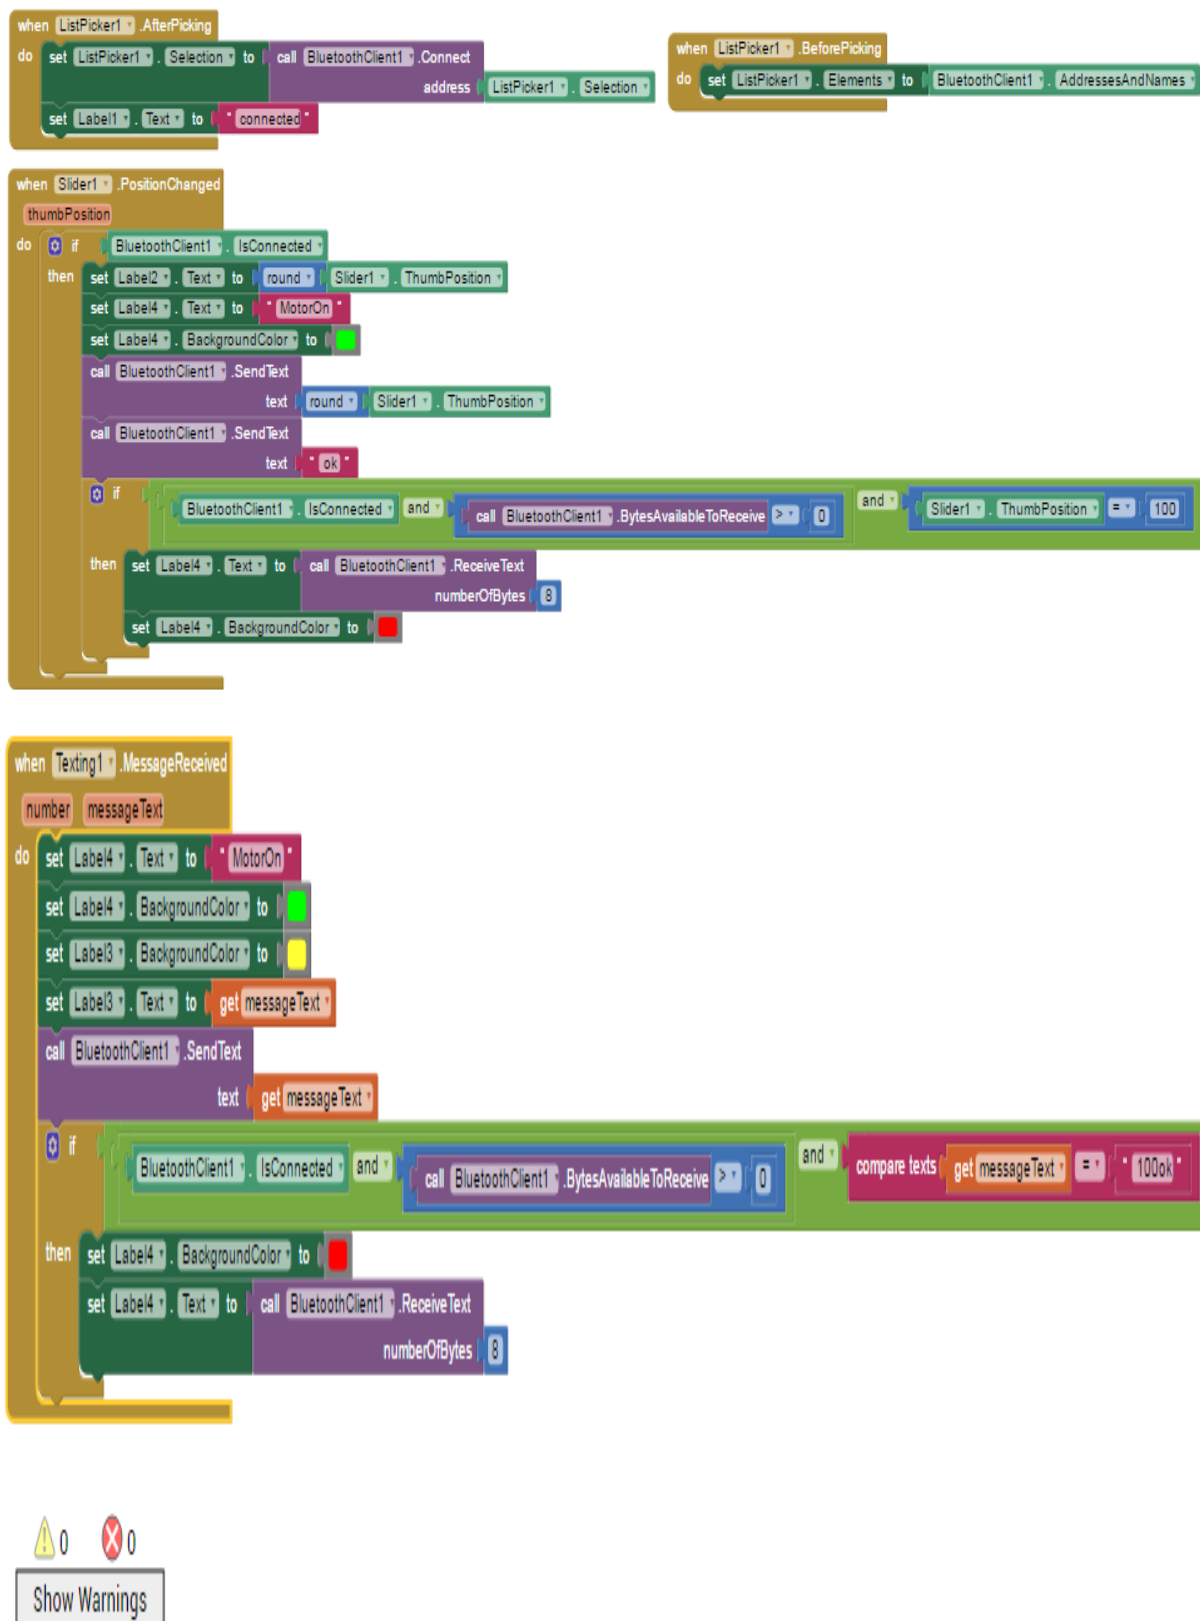 when ListPicker1 .AfterPicking
do set ListPicker1 . Selection to call BluetoothClient1 .Connect
address ListPicker1 . Selection
set Label1 . Text to " connected "
when ListPicker1 .BeforePicking
do set ListPicker1 . Elements to BluetoothClient1 . AddressesAndNames
when Slider1 .PositionChanged
thumbPosition
do if BluetoothClient1 . IsConnected
then set Label2 . Text to round Slider1 . ThumbPosition
set Label4 . Text to " MotorOn "
set Label4 . BackgroundColor to
call BluetoothClient1 .SendText
text round Slider1 . ThumbPosition
call BluetoothClient1 .SendText
text " ok "
if BluetoothClient1 . IsConnected and call BluetoothClient1 .BytesAvailableToReceive > 0 and Slider1 . ThumbPosition = 100
then set Label4 . Text to call BluetoothClient1 .ReceiveText
numberOfBytes 8
set Label4 . BackgroundColor to
when Texting1 .MessageReceived
number messageText
do set Label4 . Text to " MotorOn "
set Label4 . BackgroundColor to
set Label3 . BackgroundColor to
set Label3 . Text to get messageText
call BluetoothClient1 .SendText
text get messageText
if BluetoothClient1 . IsConnected and call BluetoothClient1 .BytesAvailableToReceive > 0 and compare texts get messageText = " 100ok "
then set Label4 . BackgroundColor to
set Label4 . Text to call BluetoothClient1 .ReceiveText
numberOfBytes 8
0 0
Show Warnings